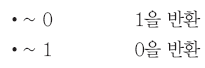 • ~ 0 1을 반환
• ~ 1 0을 반환